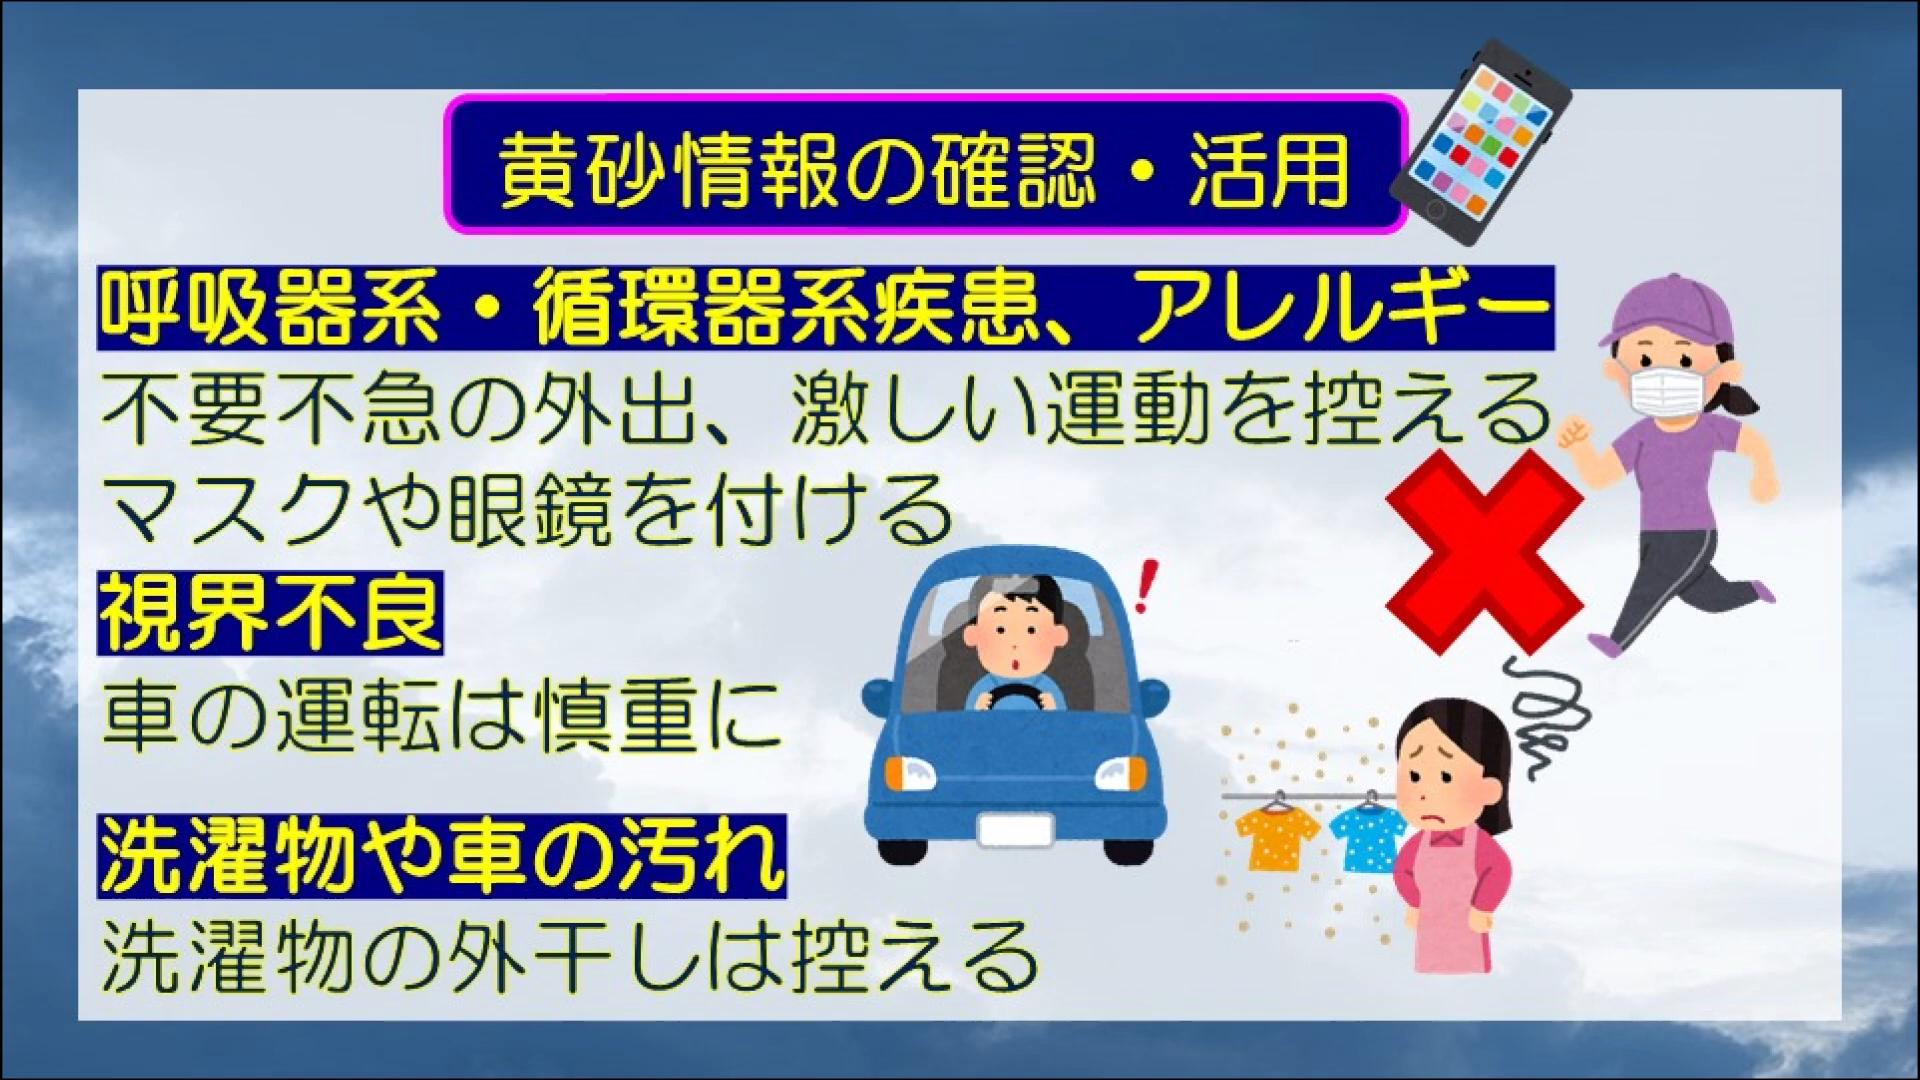 黄砂情報の確認・活用
呼吸器系・循環器系疾患、アレルギー
不要不急の外出、激しい運動を控える
マスクや眼鏡を付ける
視界不良
車の運転は慎重に
洗濯物や車の汚れ
洗濯物の外干しは控える